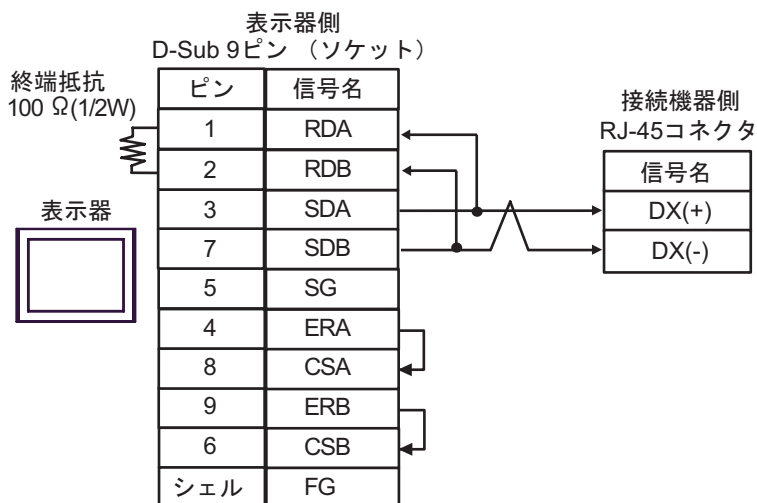 表示器側
D-Sub 9ピン （ソケット）
終端抵抗
100 Ω(1/2W)
表示器
ピン 信号名
1 RDA
2 RDB
3 SDA
7 SDB
5 SG
4 ERA
8 CSA
9 ERB
6 CSB
シェル FG
接続機器側
RJ-45コネクタ
信号名
DX(+)
DX(-)